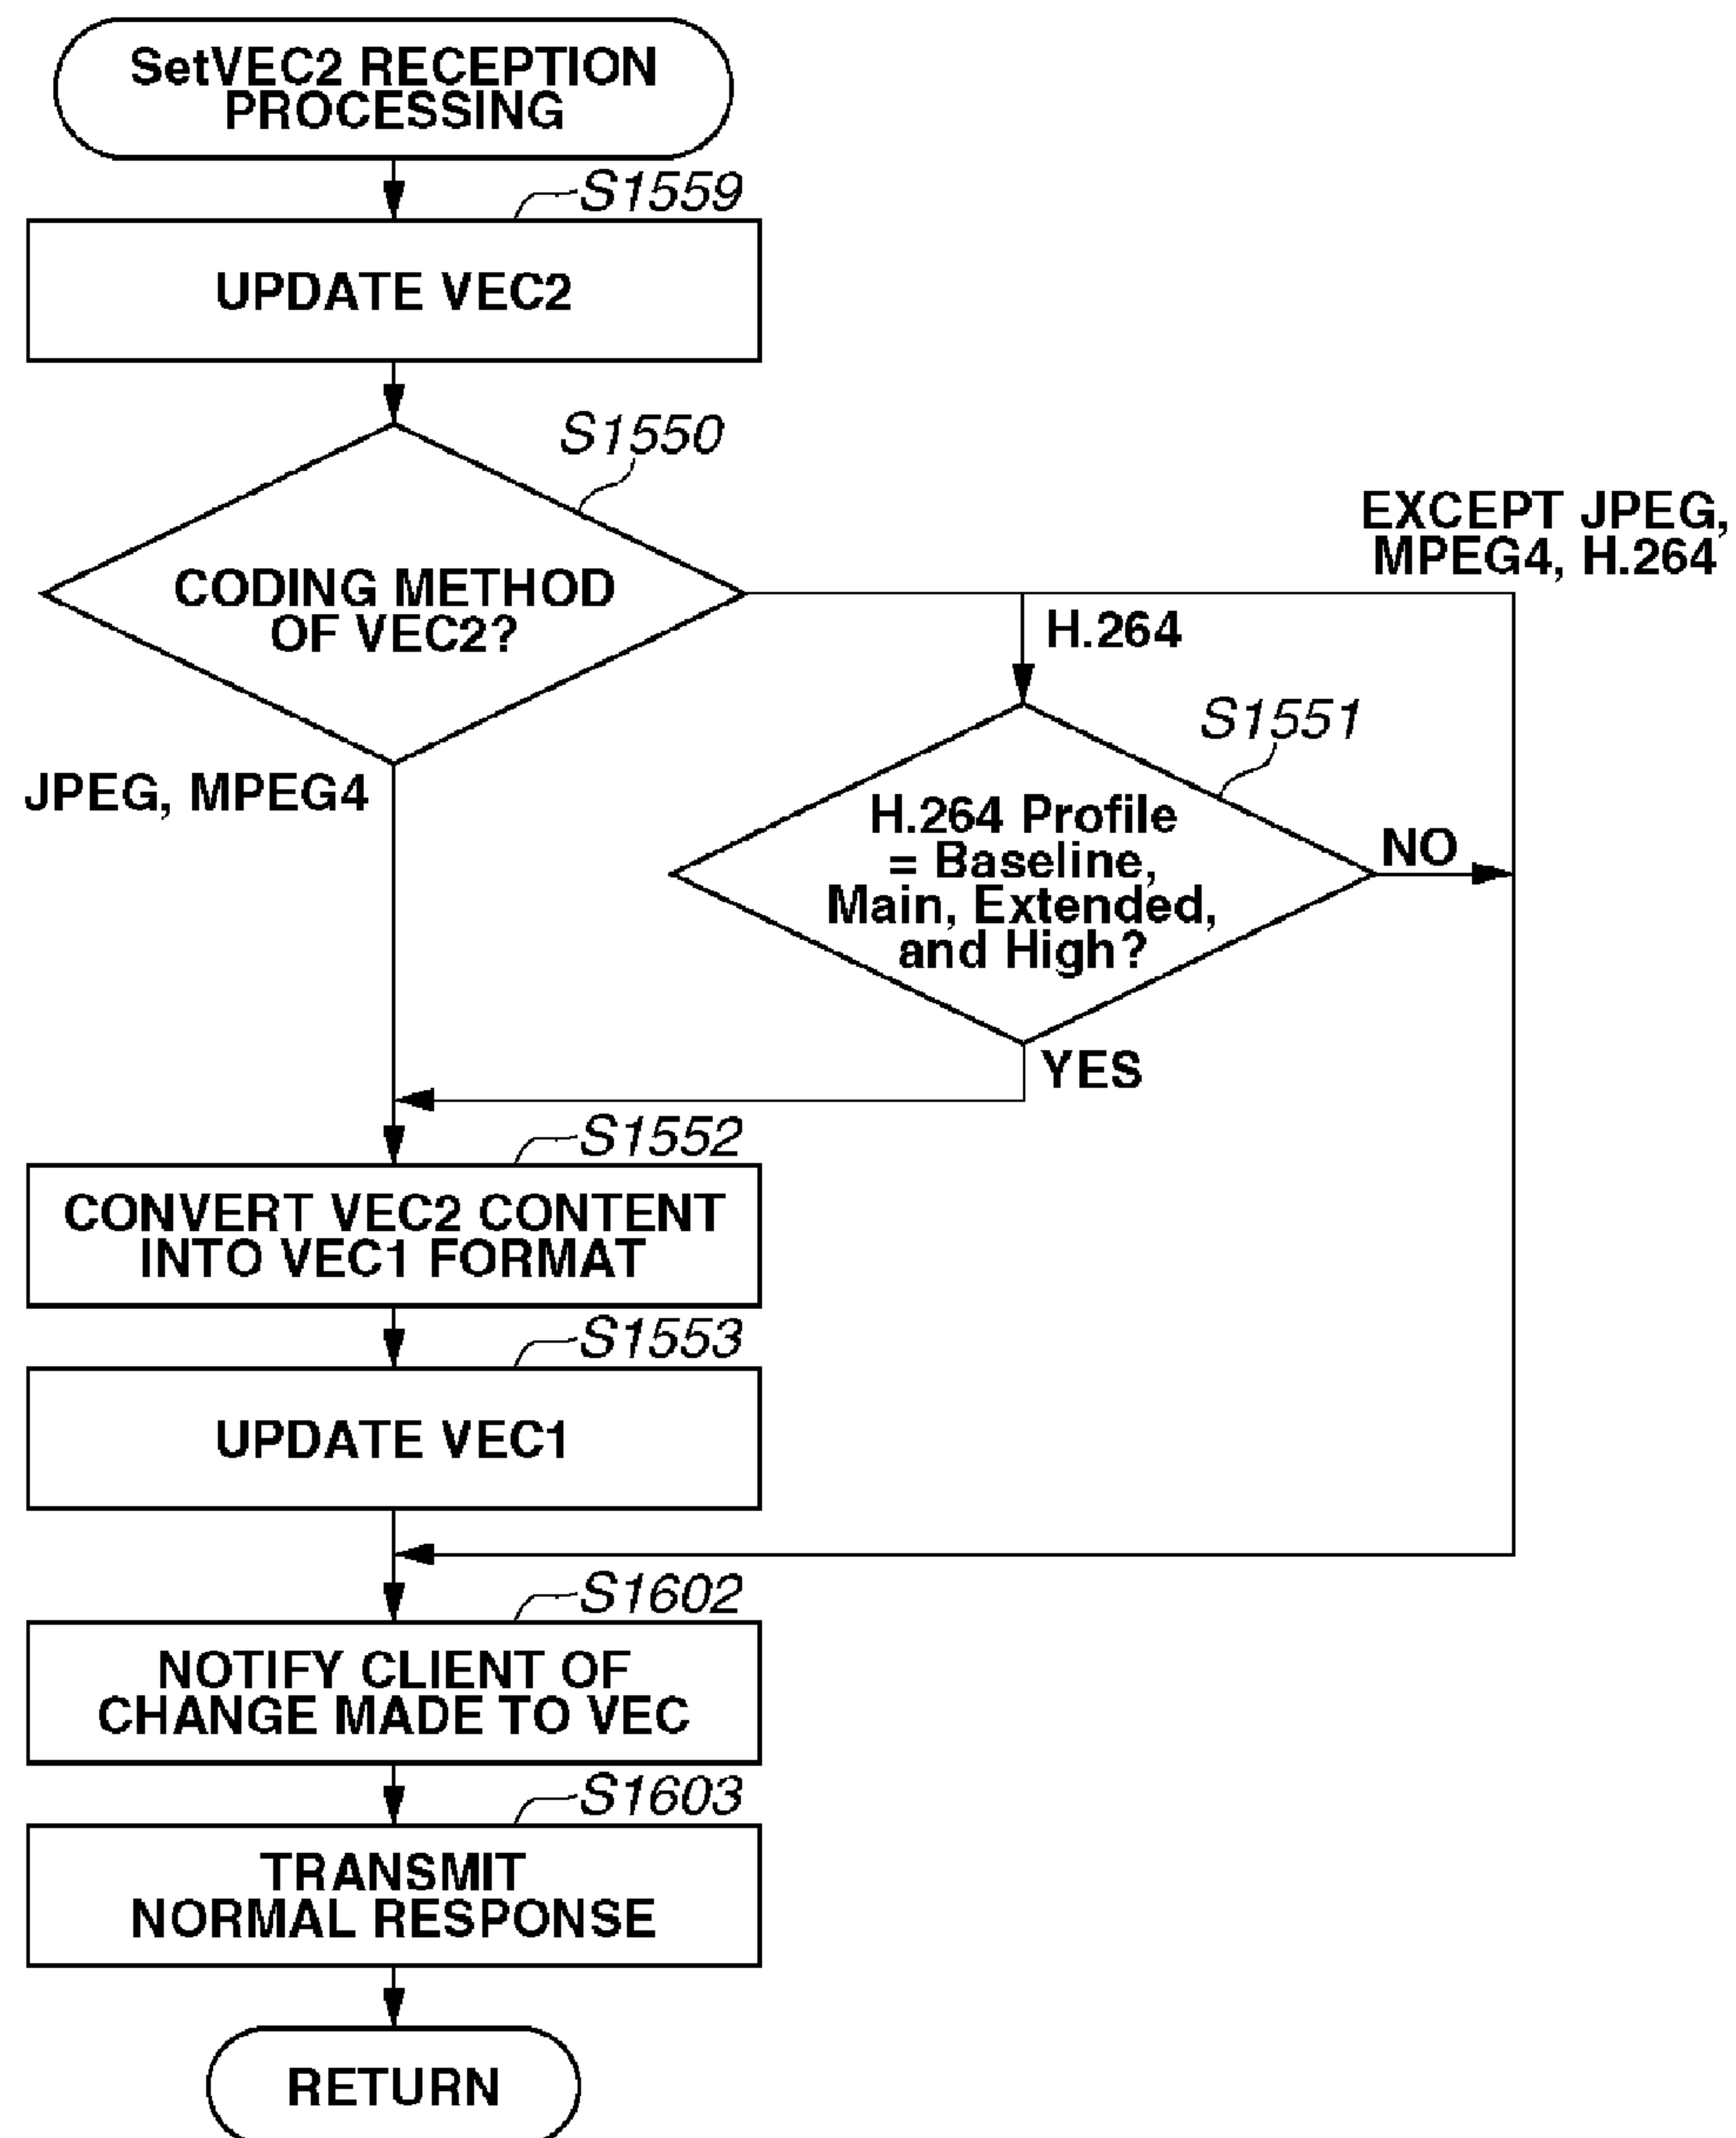 SetVEC2 RECEPTION
PROCESSING
S1559
UPDATE VEC2
S1550
CODING METHOD
OF VEC2?
EXCEPT JPEG,
MPEG4, H.264
H.264
JPEG, MPEG4
S1551
H.264 Profile
= Baseline,
Main, Extended,
and High?
NO
YES
S1552
CONVERT VEC2 CONTENT
INTO VEC1 FORMAT
S1553
UPDATE VEC1
S1602
NOTIFY CLIENT OF
CHANGE MADE TO VEC
S1603
TRANSMIT
NORMAL RESPONSE
RETURN